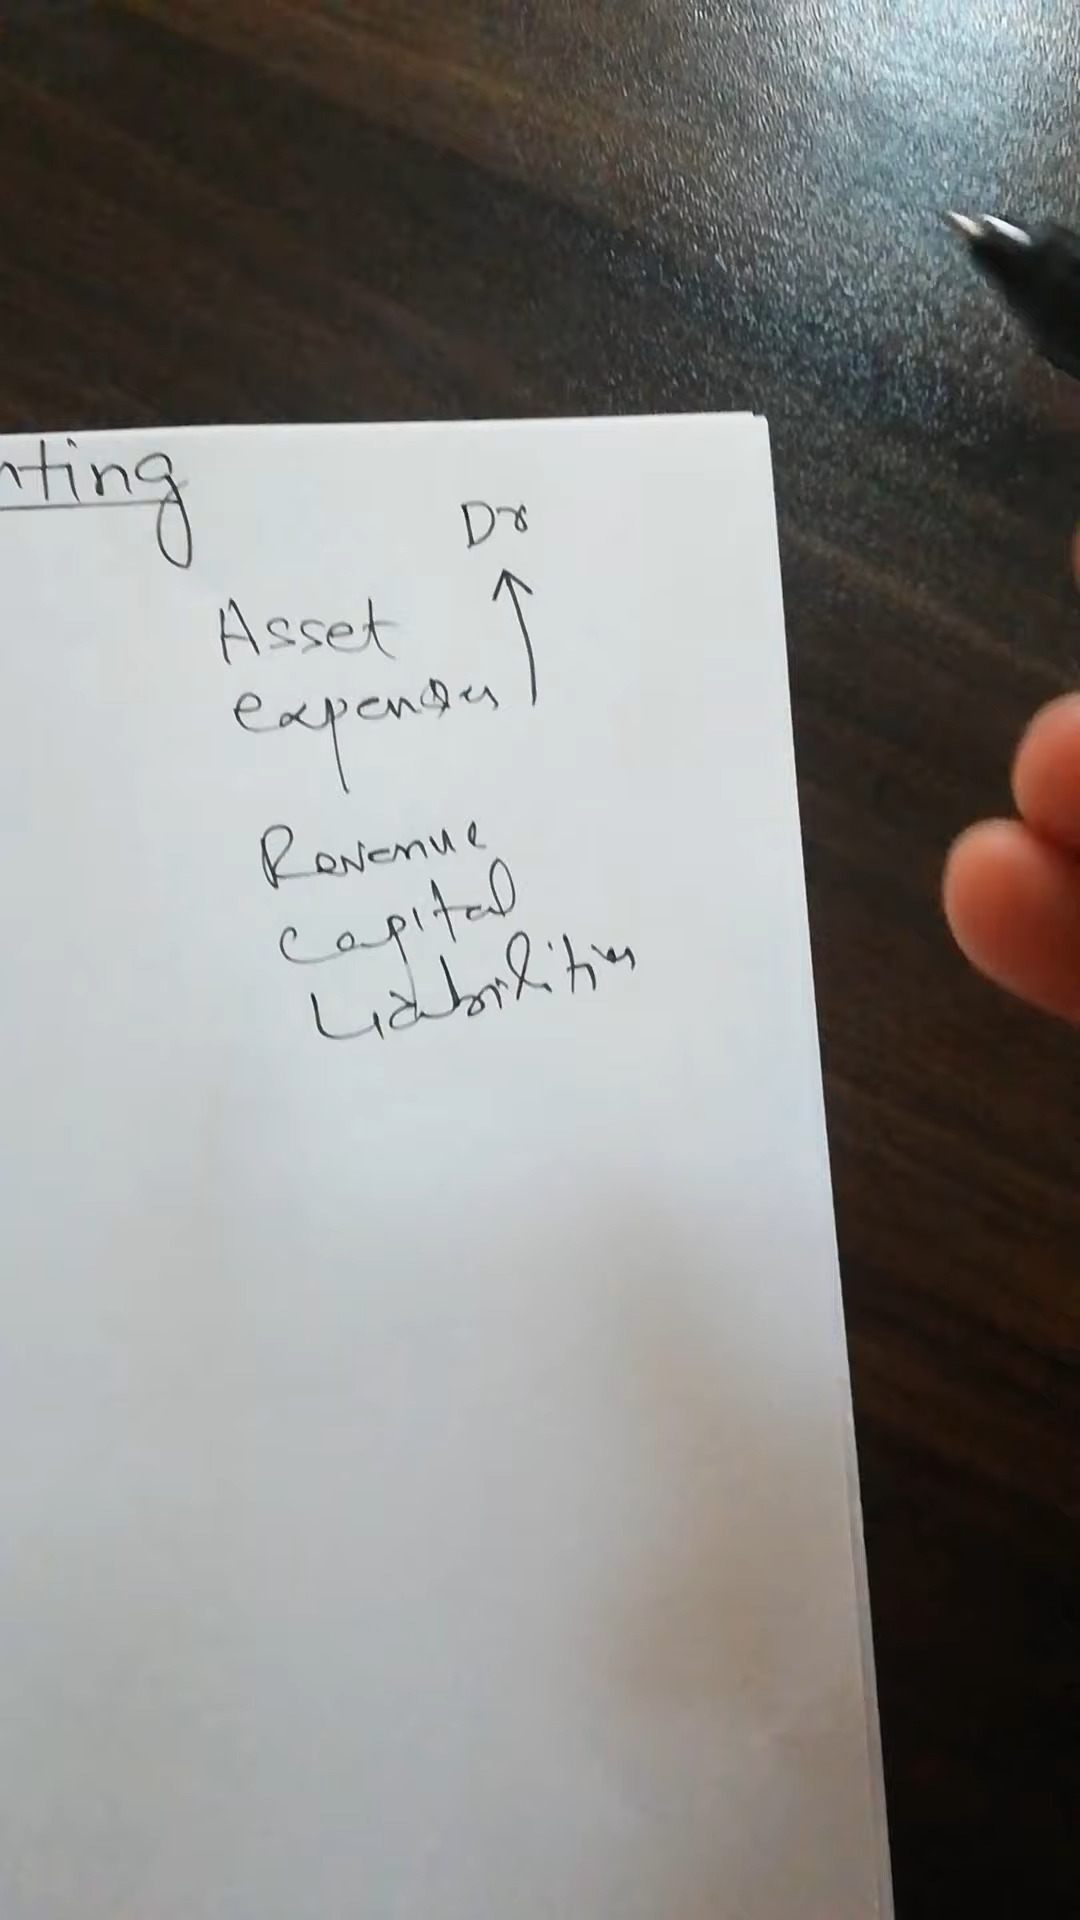 nting
Dr
↑
Asset
expenses
Revenue
capital
Liabilities